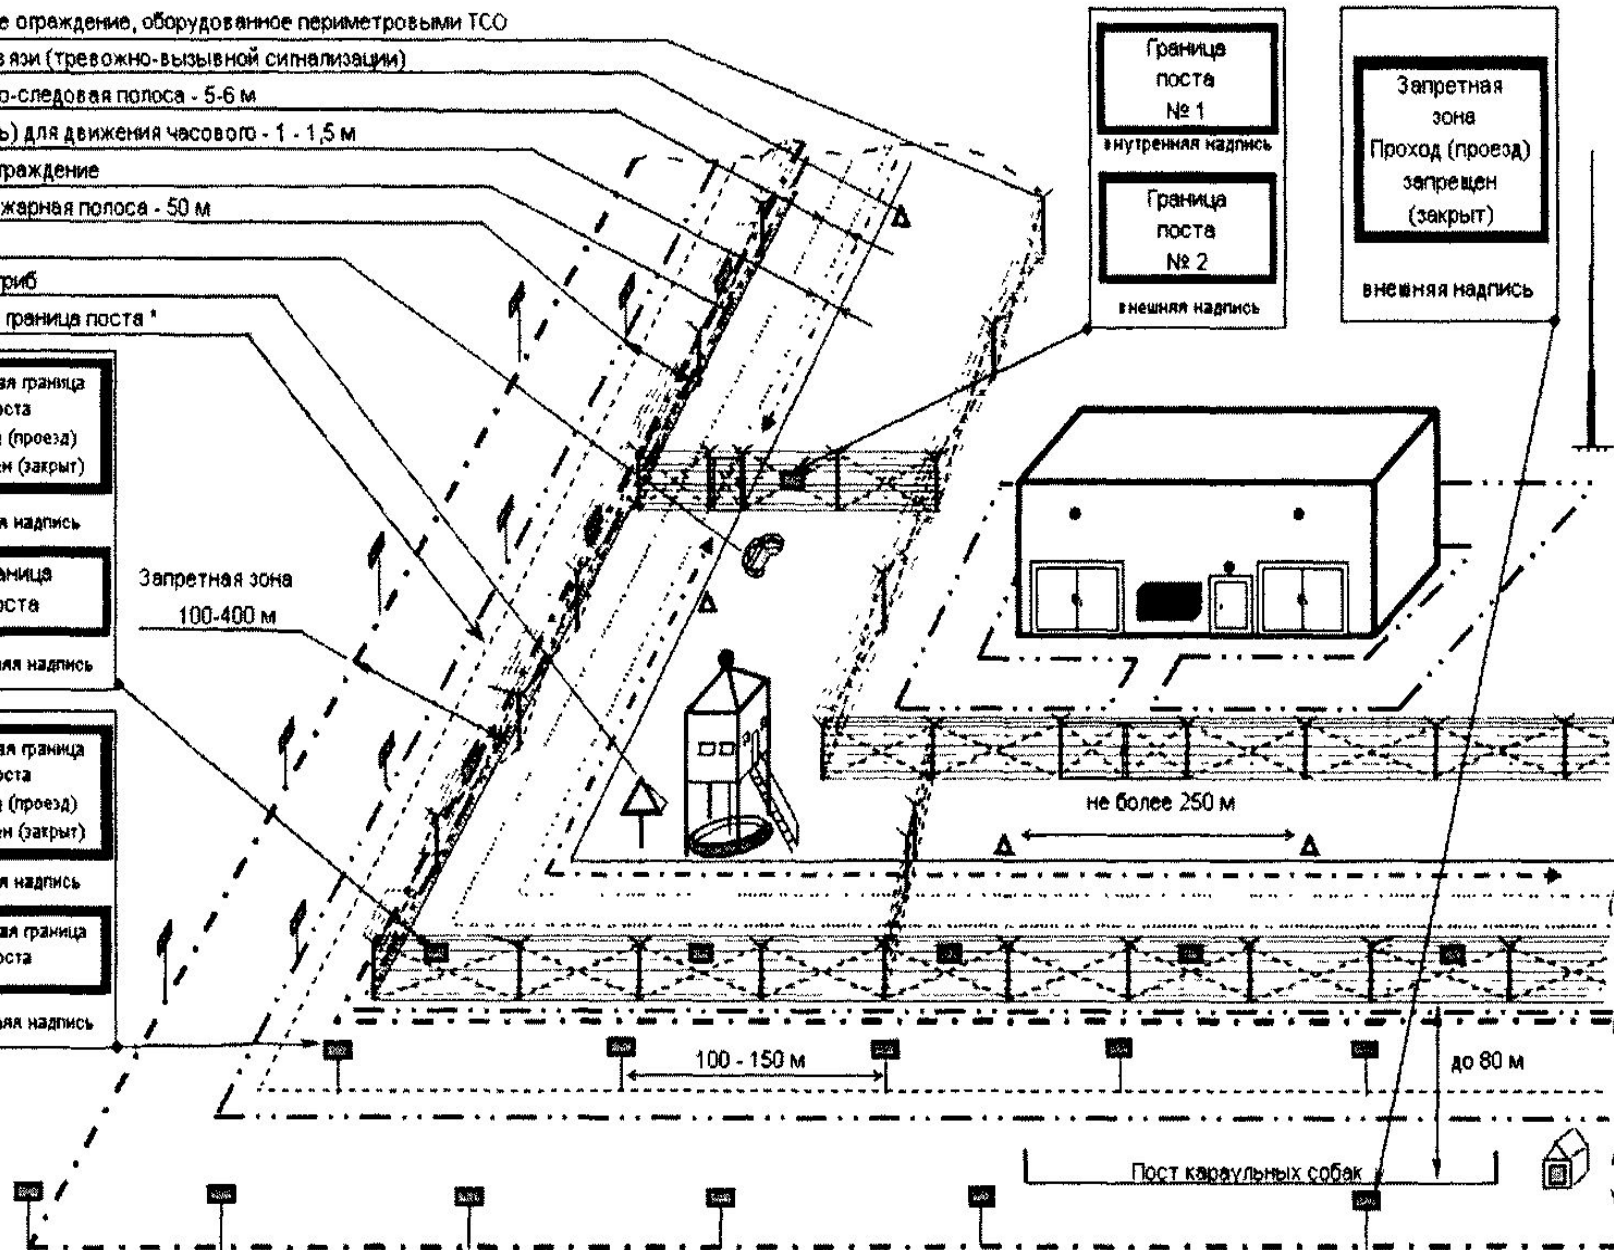 е ограждение, оборудованное периметровыми ТСО
вязи (тревожно-вызывной сигнализации)
о-следовая полоса - 5-6 м
ь) для движения часового - 1 - 1,5 м
граждение
жарная полоса - 50 м
риб
граница поста *
ая граница
оста
(проезд)
ен (закрыт)
я надпись
аница
оста
няя надпись
ая граница
оста
(проезд)
ен (закрыт)
я надпись
ая граница
оста
няя надпись
Запретная зона
100-400 м
Граница
поста
№ 1
внутренняя надпись
Граница
поста
№ 2
внешняя надпись
Запретная
зона
Проход (проезд)
запрещен
(закрыт)
внешняя надпись
не более 250 м
100 - 150 м
до 80 м
Пост караульных собак